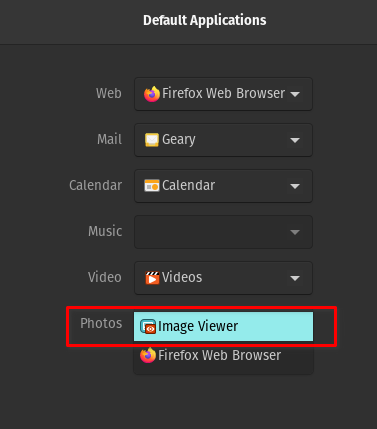 Default Applications
Web Firefox Web Browser
Mail Geary
Calendar Calendar
Music
Video Videos
Photos Image Viewer
Firefox Web Browser